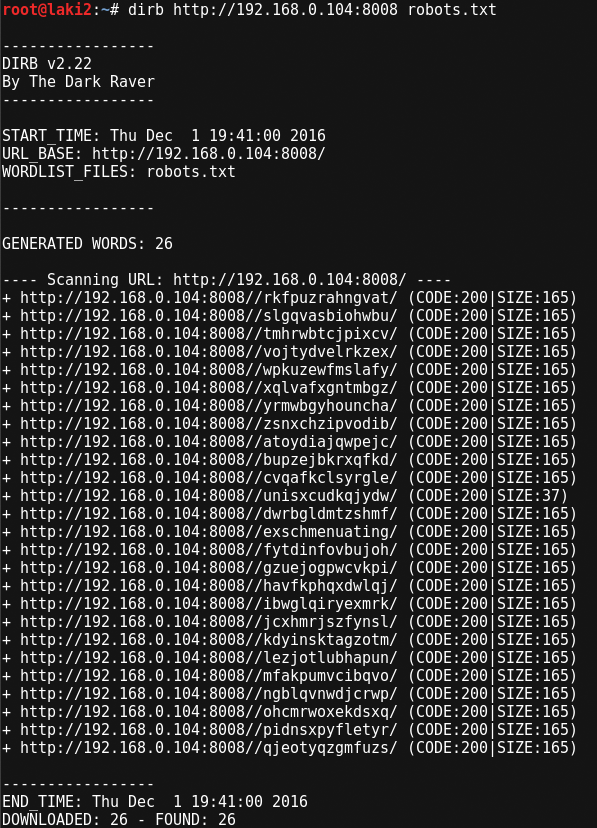 root@laki2:~# dirb http://192.168.0.104:8008 robots.txt
-----------------
DIRB v2.22
By The Dark Raver
-----------------
START_TIME: Thu Dec  1 19:41:00 2016
URL_BASE: http://192.168.0.104:8008/
WORDLIST_FILES: robots.txt
-----------------
GENERATED WORDS: 26
---- Scanning URL: http://192.168.0.104:8008/ ----
+ http://192.168.0.104:8008//rkfpuzrahngvat/ (CODE:200|SIZE:165)
+ http://192.168.0.104:8008//slgqvasbiohwbu/ (CODE:200|SIZE:165)
+ http://192.168.0.104:8008//tmhrwbtcjpixcv/ (CODE:200|SIZE:165)
+ http://192.168.0.104:8008//vojtydvelrkzex/ (CODE:200|SIZE:165)
+ http://192.168.0.104:8008//wpkuzewfmslafy/ (CODE:200|SIZE:165)
+ http://192.168.0.104:8008//xqlvafxgntmbgz/ (CODE:200|SIZE:165)
+ http://192.168.0.104:8008//yrmwbgyhouncha/ (CODE:200|SIZE:165)
+ http://192.168.0.104:8008//zsnxchzipvodib/ (CODE:200|SIZE:165)
+ http://192.168.0.104:8008//atoydiajqwpejc/ (CODE:200|SIZE:165)
+ http://192.168.0.104:8008//bupzejbkrxqfkd/ (CODE:200|SIZE:165)
+ http://192.168.0.104:8008//cvqafkclsyrgle/ (CODE:200|SIZE:165)
+ http://192.168.0.104:8008//unisxcudkqjydw/ (CODE:200|SIZE:37)
+ http://192.168.0.104:8008//dwrbgldmtzshmf/ (CODE:200|SIZE:165)
+ http://192.168.0.104:8008//exschmenuating/ (CODE:200|SIZE:165)
+ http://192.168.0.104:8008//fytdinfovbujoh/ (CODE:200|SIZE:165)
+ http://192.168.0.104:8008//gzuejogpwcvkpi/ (CODE:200|SIZE:165)
+ http://192.168.0.104:8008//havfkphqxdwlqj/ (CODE:200|SIZE:165)
+ http://192.168.0.104:8008//ibwglqiryexmrk/ (CODE:200|SIZE:165)
+ http://192.168.0.104:8008//jcxhmrjszfynsl/ (CODE:200|SIZE:165)
+ http://192.168.0.104:8008//kdyinsktagzotm/ (CODE:200|SIZE:165)
+ http://192.168.0.104:8008//lezjotlubhapun/ (CODE:200|SIZE:165)
+ http://192.168.0.104:8008//mfakpumvcibqvo/ (CODE:200|SIZE:165)
+ http://192.168.0.104:8008//ngblqvnwdjcrwp/ (CODE:200|SIZE:165)
+ http://192.168.0.104:8008//ohcmrwoxekdsxq/ (CODE:200|SIZE:165)
+ http://192.168.0.104:8008//pidnsxpyfletyr/ (CODE:200|SIZE:165)
+ http://192.168.0.104:8008//qjeotyqzgmfuzs/ (CODE:200|SIZE:165)
-----------------
END_TIME: Thu Dec  1 19:41:00 2016
DOWNLOADED: 26 - FOUND: 26